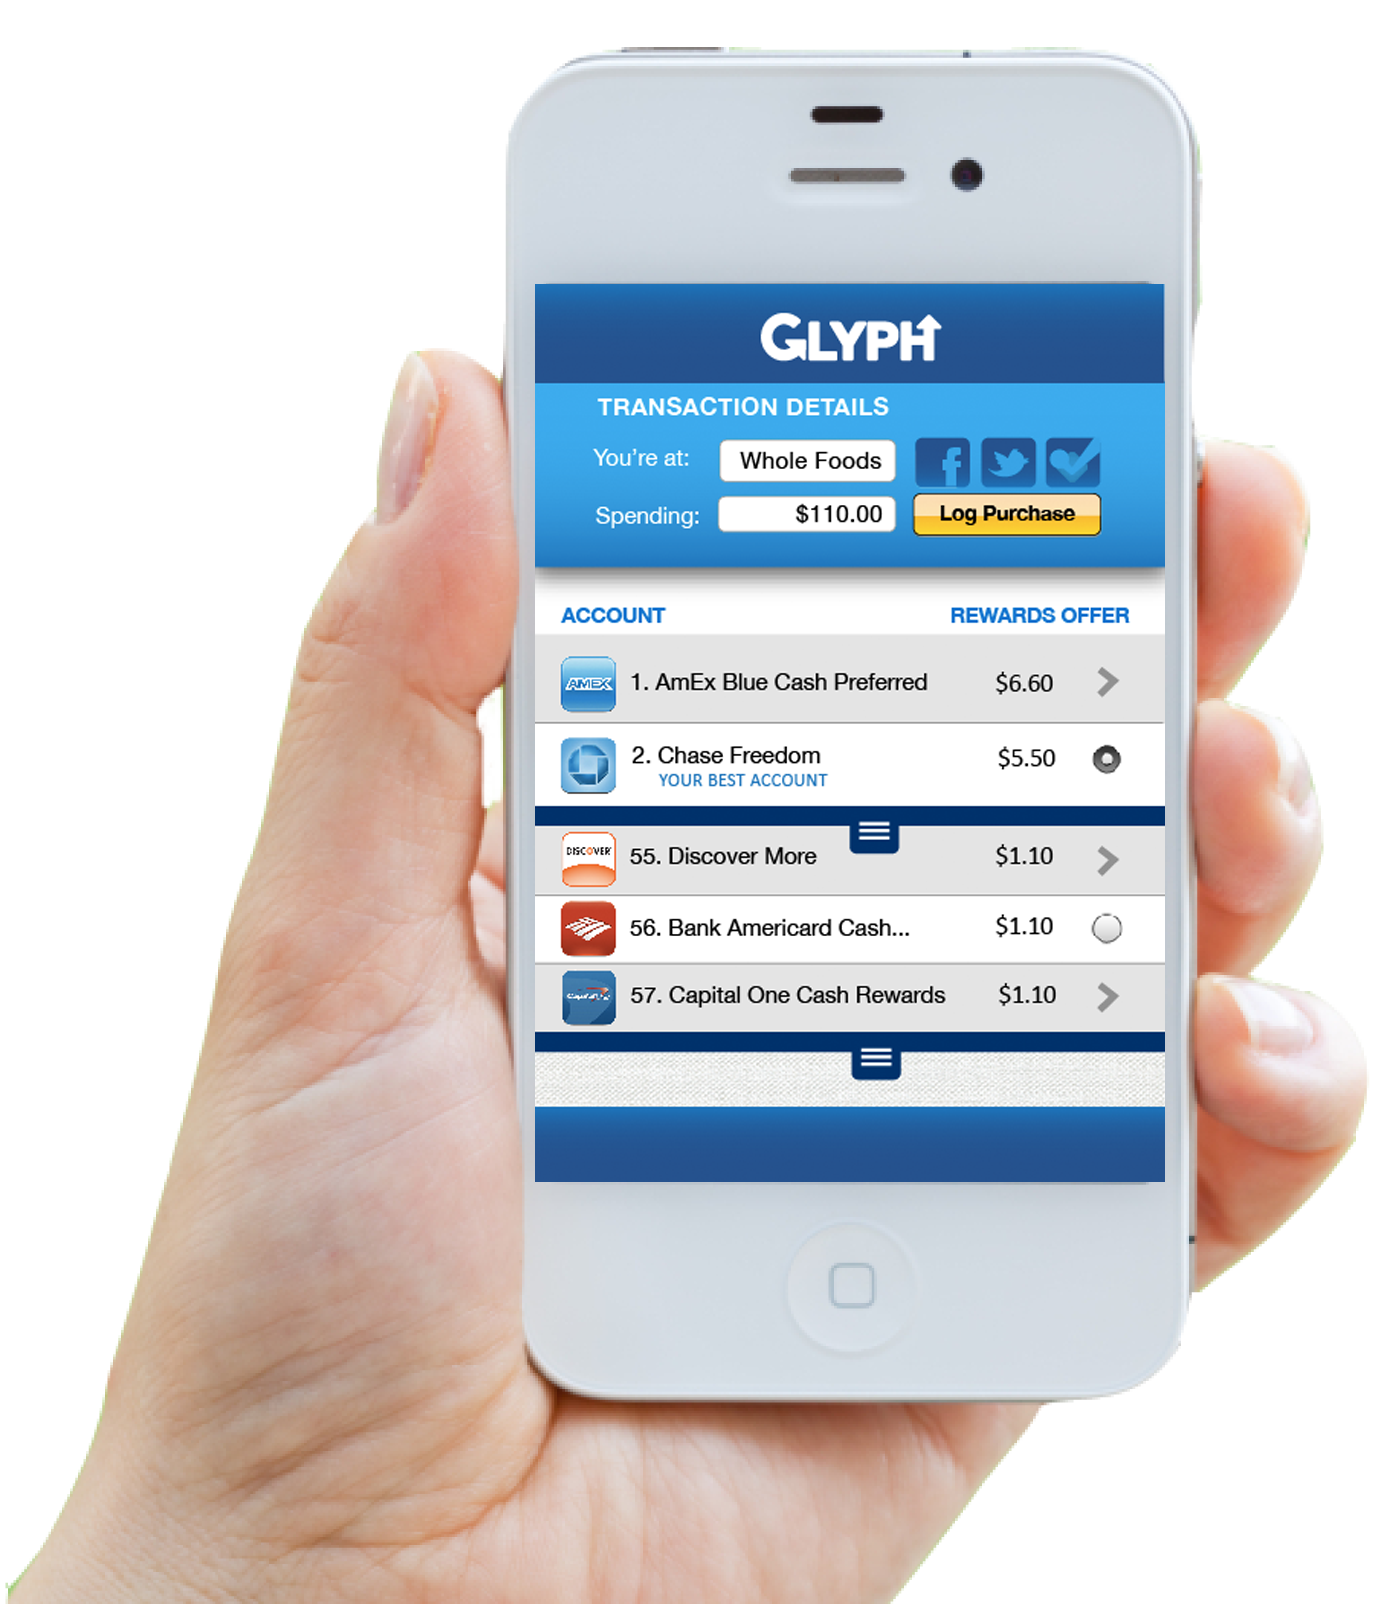 GLYPH
TRANSACTION DETAILS
You're at: Whole Foods
Spending: $110.00 Log Purchase
ACCOUNT REWARDS OFFER
AMEX 1. AmEx Blue Cash Preferred $6.60
2. Chase Freedom $5.50
YOUR BEST ACCOUNT
DISCOVER 55. Discover More $1.10
56. Bank Americard Cash... $1.10
Capital One 57. Capital One Cash Rewards $1.10